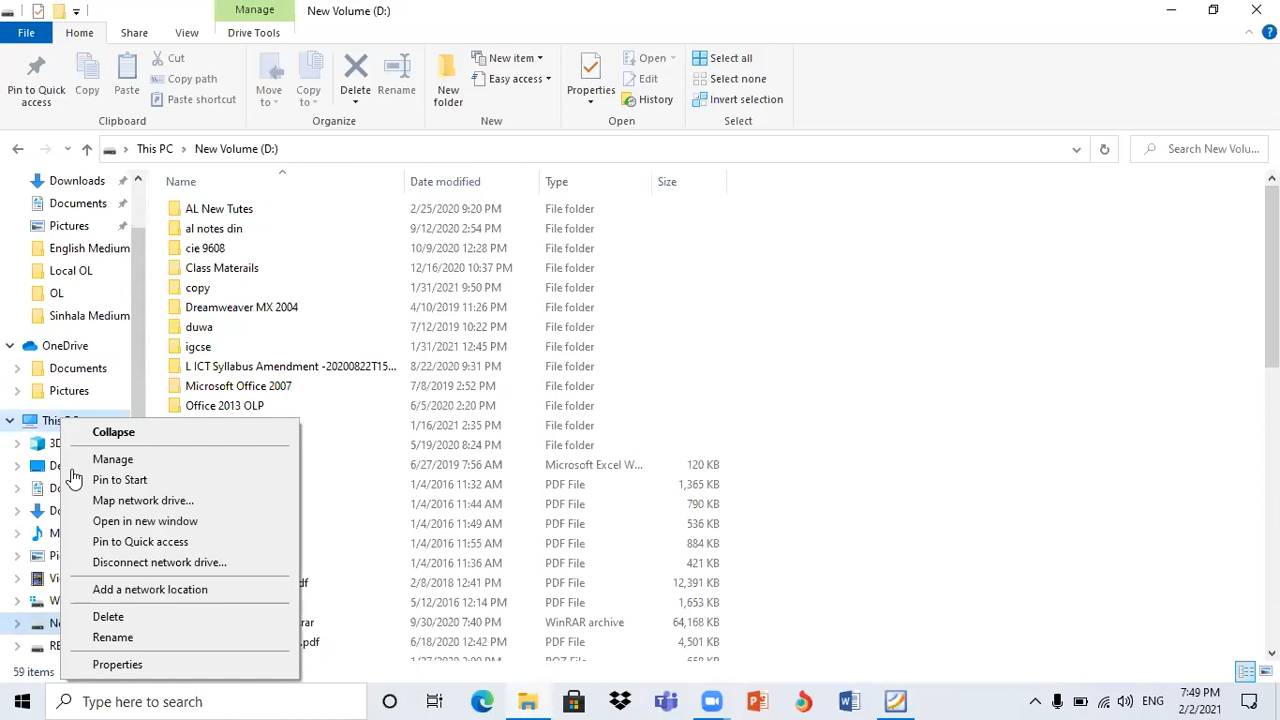 Manage
New Volume (D:)
File
Home
Share
View
Drive Tools
Pin to Quick access
Copy
Paste
Cut
Copy path
Paste shortcut
Clipboard
Move to
Copy to
Delete
Rename
Organize
New folder
New item
Easy access
New
Properties
Open
Edit
History
Open
Select all
Select none
Invert selection
Select
This PC > New Volume (D:)
Search New Volu...
Downloads
Documents
Pictures
English Medium
Local OL
OL
Sinhala Medium
OneDrive
Documents
Pictures
This
Name Date modified Type Size
AL New Tutes 2/25/2020 9:20 PM File folder
al notes din 9/12/2020 2:54 PM File folder
cie 9608 10/9/2020 12:28 PM File folder
Class Materails 12/16/2020 10:37 PM File folder
copy 1/31/2021 9:50 PM File folder
Dreamweaver MX 2004 4/10/2019 11:26 PM File folder
duwa 7/12/2019 10:22 PM File folder
igcse 1/31/2021 12:45 PM File folder
L ICT Syllabus Amendment -20200822T15... 8/22/2020 9:31 PM File folder
Microsoft Office 2007 7/8/2019 2:52 PM File folder
Office 2013 OLP 6/5/2020 2:20 PM File folder
1/16/2021 2:35 PM File folder
5/19/2020 8:24 PM File folder
6/27/2019 7:56 AM Microsoft Excel W... 120 KB
1/4/2016 11:32 AM PDF File 1,365 KB
1/4/2016 11:44 AM PDF File 790 KB
1/4/2016 11:49 AM PDF File 536 KB
1/4/2016 11:56 AM PDF File 884 KB
1/4/2016 11:36 AM PDF File 421 KB
df 2/8/2018 12:41 PM PDF File 12,391 KB
5/12/2016 12:14 PM PDF File 1,653 KB
rar 9/30/2020 7:40 PM WinRAR archive 64,168 KB
.pdf 6/18/2020 12:42 PM PDF File 4,501 KB
Collapse
Manage
Pin to Start
Map network drive...
Open in new window
Pin to Quick access
Disconnect network drive...
Add a network location
Delete
Rename
Properties
3D
De
Do
Do
M
Pi
Vi
W
Ne
RE
59 items
Type here to search
ENG
7:49 PM
2/2/2021